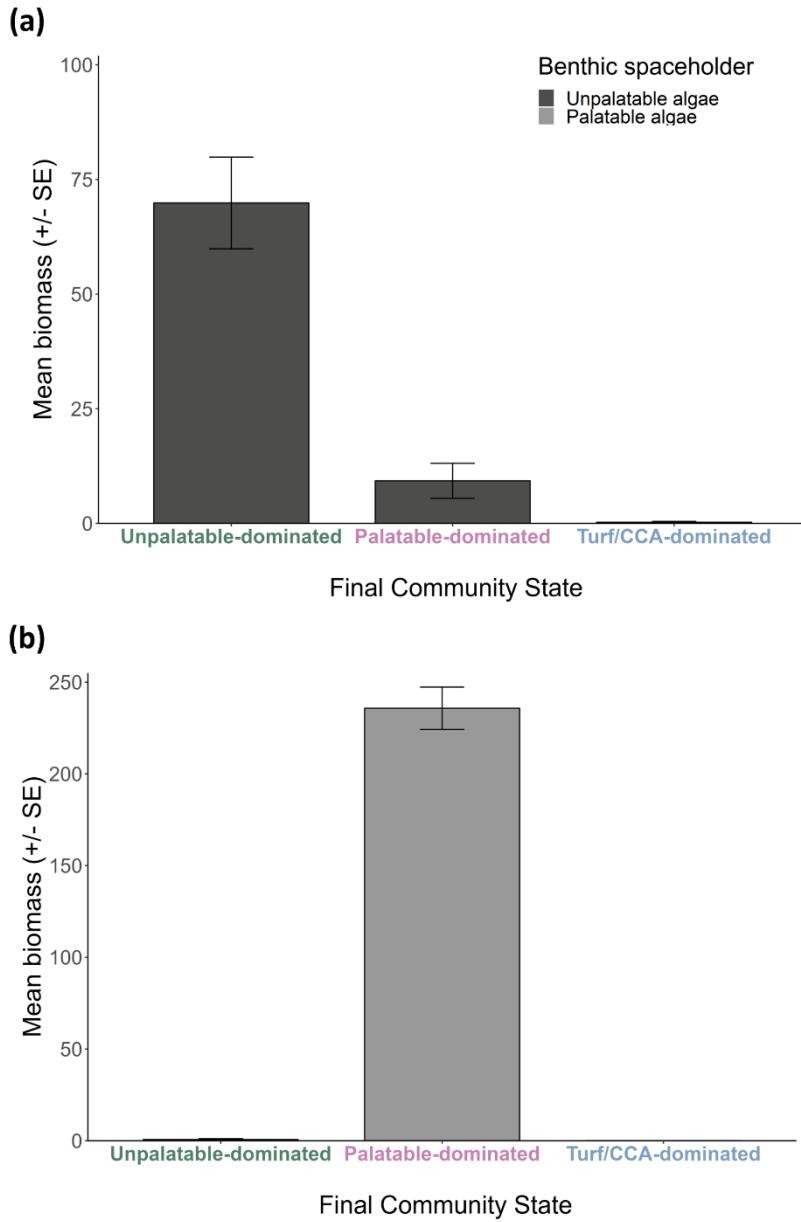 (a)
Benthic spaceholder
Unpalatable algae
Palatable algae
Mean biomass (+/- SE)
100
75
50
25
0
Unpalatable-dominated Palatable-dominated Turf/CCA-dominated
Final Community State
(b)
Mean biomass (+/- SE)
250
200
150
100
50
0
Unpalatable-dominated Palatable-dominated Turf/CCA-dominated
Final Community State